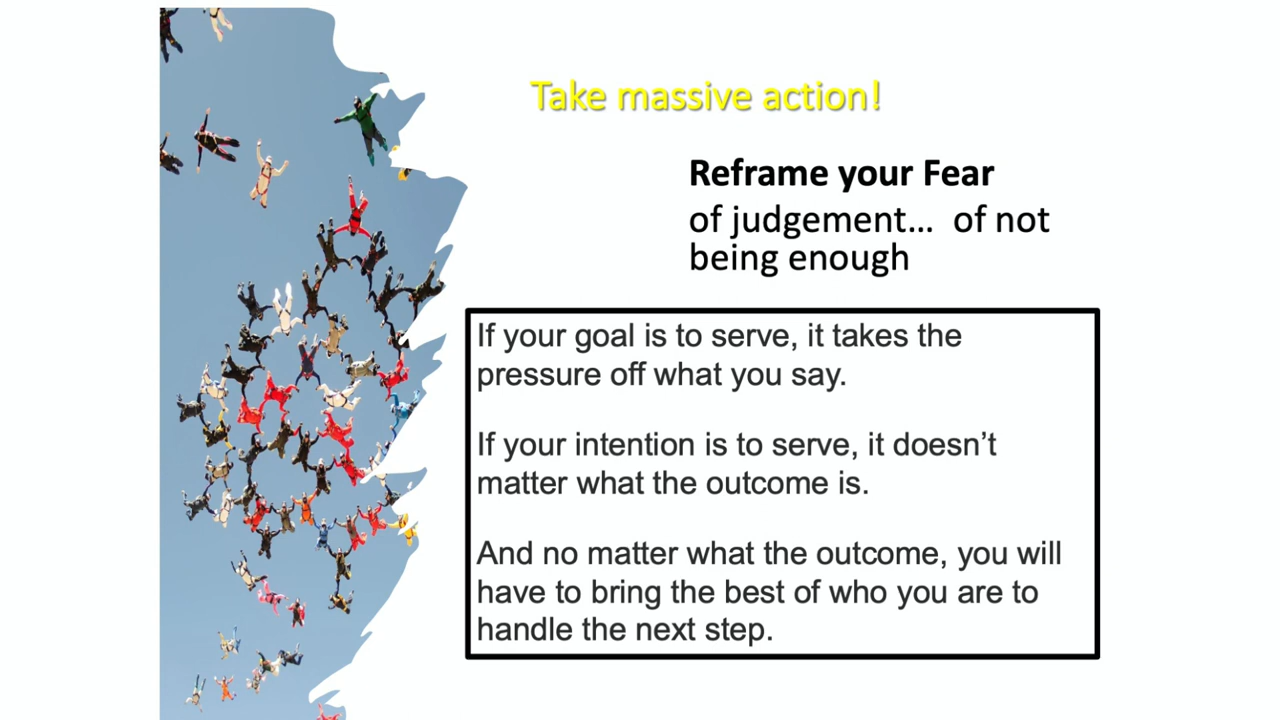 Take massive action!
Reframe your Fear
of judgement...  of not
being enough
If your goal is to serve, it takes the
pressure off what you say.
If your intention is to serve, it doesn’t
matter what the outcome is.
And no matter what the outcome, you will
have to bring the best of who you are to
handle the next step.